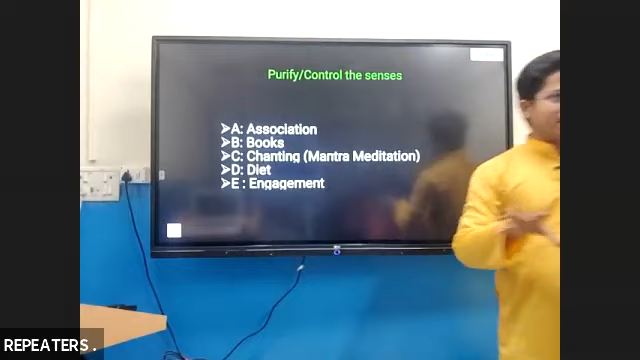 Purify/Control the senses
➢A: Association
➢B: Books
➢C: Chanting (Mantra Meditation)
➢D: Diet
➢E : Engagement
REPEATERS.